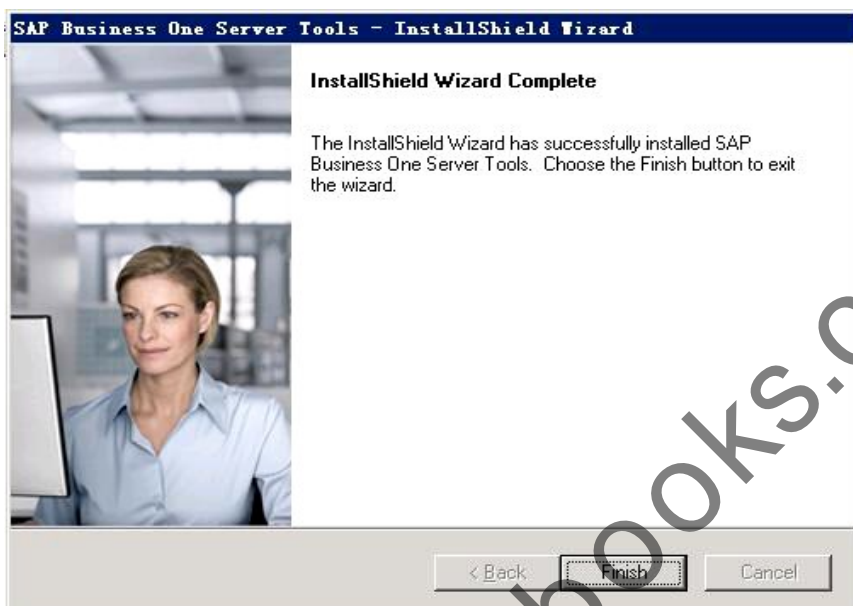 SAP Business One Server Tools - InstallShield Wizard
InstallShield Wizard Complete
The InstallShield Wizard has successfully installed SAP
Business One Server Tools. Choose the Finish button to exit
the wizard.
ooks.c
< Back
Finish
Cancel